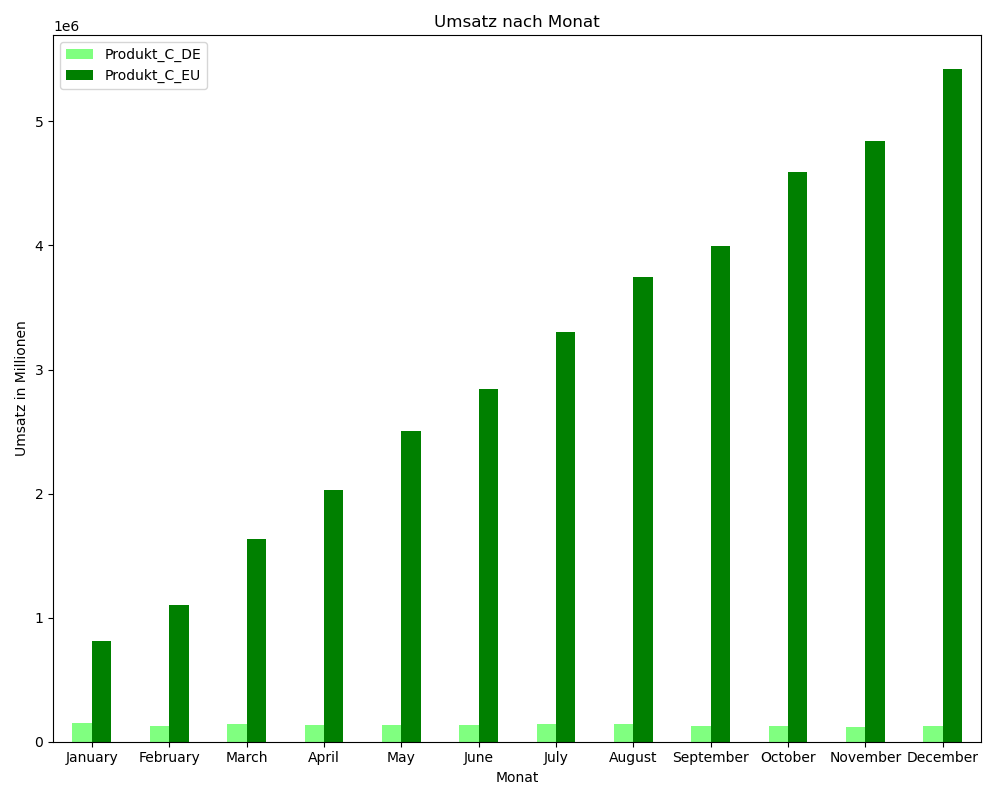 Umsatz nach Monat
1e6
Produkt_C_DE
Produkt_C_EU
5
4
3
2
1
0
Umsatz in Millionen
January February March April May June July August September October November December
Monat